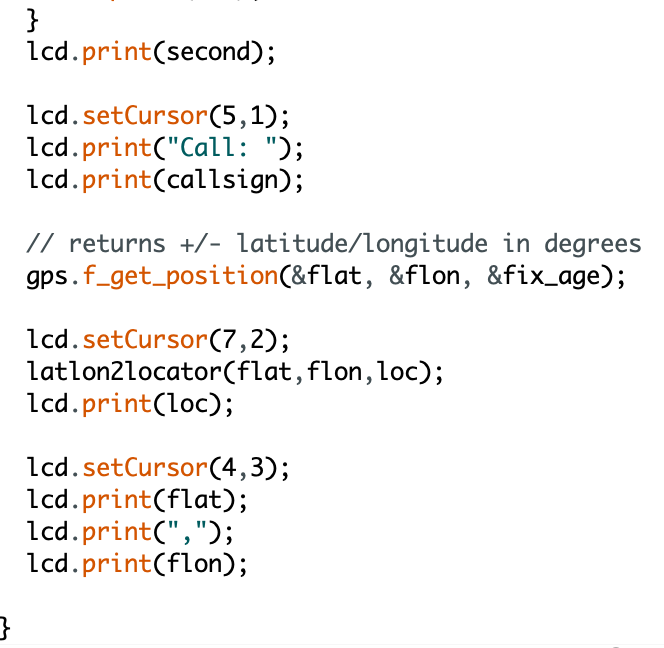 }
lcd.print(second);
lcd.setCursor(5,1);
lcd.print("Call: ");
lcd.print(callsign);
// returns +/- latitude/longitude in degrees
gps.f_get_position(&flat, &flon, &fix_age);
lcd.setCursor(7,2);
latlon2locator(flat,flon,loc);
lcd.print(loc);
lcd.setCursor(4,3);
lcd.print(flat);
lcd.print(",");
lcd.print(flon);
}